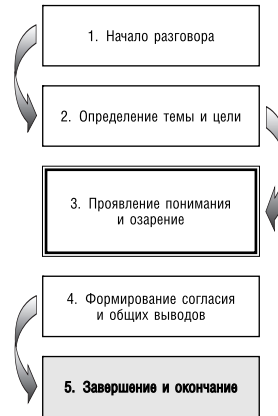 1. Начало разговора
2. Определение темы и цели
3. Проявление понимания
и озарение
4. Формирование согласия
и общих выводов
5. Завершение и окончание